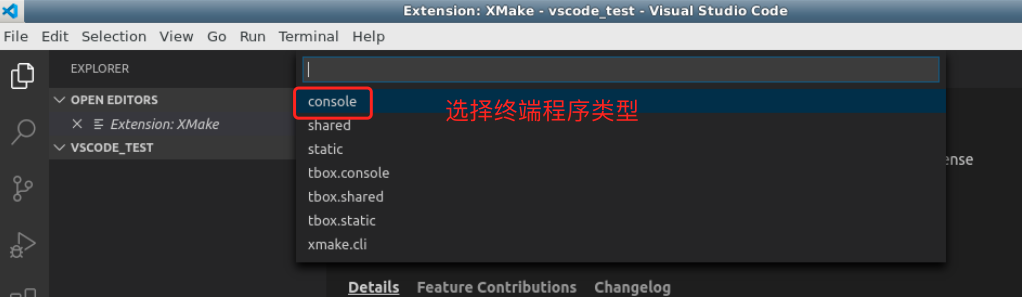 Extension: XMake - vscode_test - Visual Studio Code
File Edit Selection View Go Run Terminal Help
EXPLORER
OPEN EDITORS
Extension: XMake
VSCODE_TEST
console
选择终端程序类型
shared
static
tbox.console
tbox.shared
tbox.static
xmake.cli
ense
Details Feature Contributions Changelog